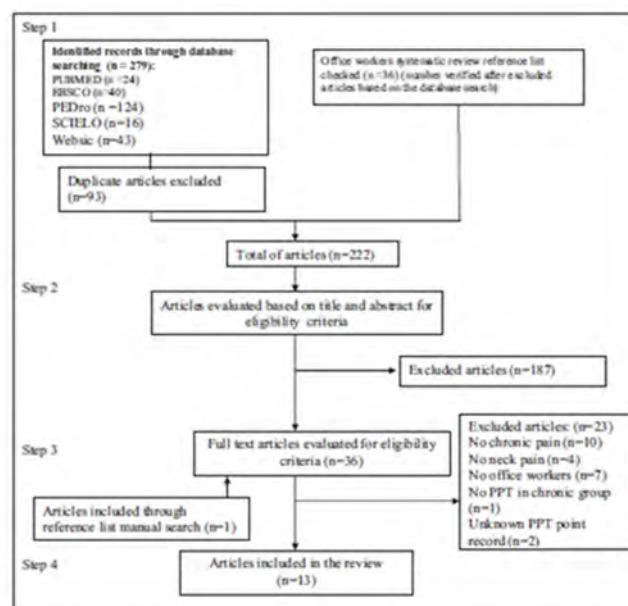 Step 1
Identified records through database
searching (n = 279):
PUBMED (n =24)
EBSCO (n=40)
PEDro (n =124)
SCIELO (n=16)
Websic (n=43)
Office workers systematic review reference list
checked (n =36) (number verified after excluded
articles based on the database search)
Duplicate articles excluded
(n=93)
Total of articles (n=222)
Step 2
Articles evaluated based on title and abstract for
eligibility criteria
Excluded articles (n=187)
Step 3
Full text articles evaluated for eligibility
criteria (n=36)
Excluded articles: (n=23)
No chronic pain (n=10)
No neck pain (n=4)
No office workers (n=7)
No PPT in chronic group
(n=1)
Unknown PPT point
record (n=2)
Articles included through
reference list manual search (n=1)
Step 4
Articles included in the review
(n=13)